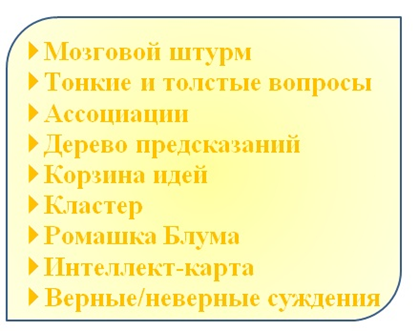 Мозговой штурм
Тонкие и толстые вопросы
Ассоциации
Дерево предсказаний
Корзина идей
Кластер
Ромашка Блума
Интеллект-карта
Верные/неверные суждения